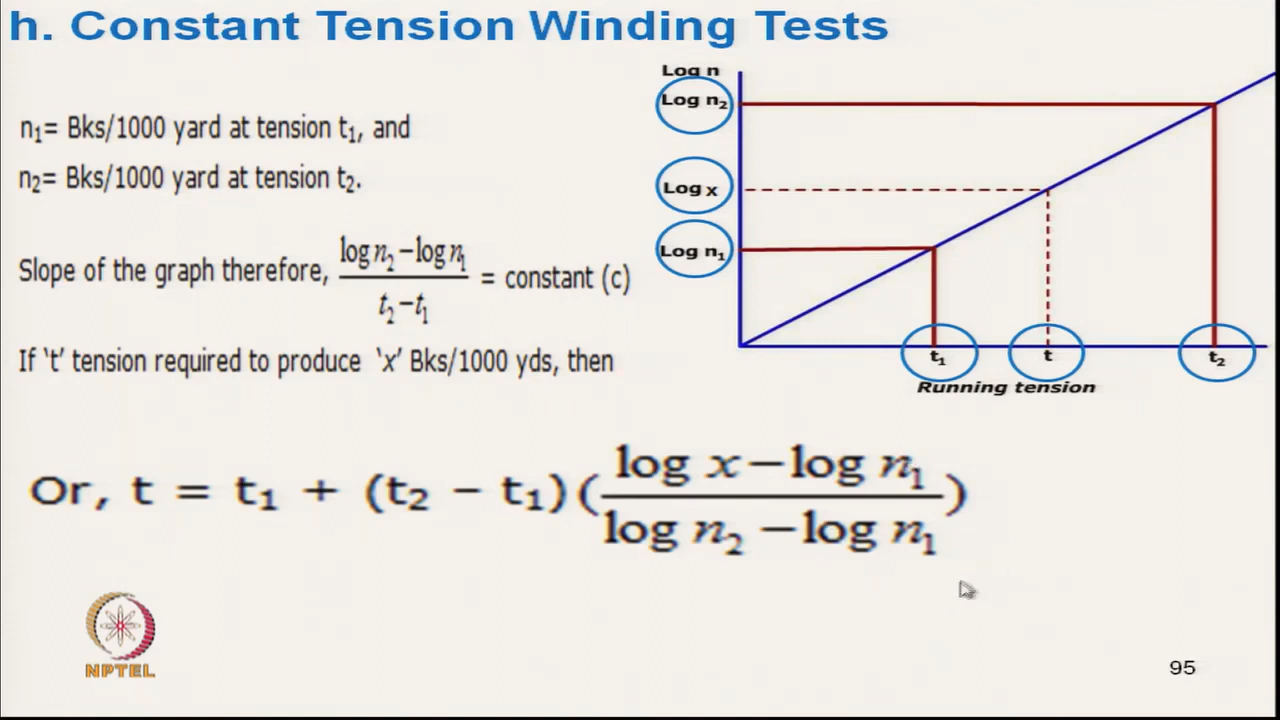 h. Constant Tension Winding Tests
n₁= Bks/1000 yard at tension t₁, and
n₂= Bks/1000 yard at tension t₂.
Slope of the graph therefore, (log n₂ – log n₁) / (t₂ – t₁) = constant (c)
If ‘t’ tension required to produce ‘x’ Bks/1000 yds, then
Log n
Log n₂
Log x
Log n₁
t₁ t t₂
Running tension
Or, t = t₁ + (t₂ – t₁)((log x – log n₁) / (log n₂ – log n₁))
NPTEL
95